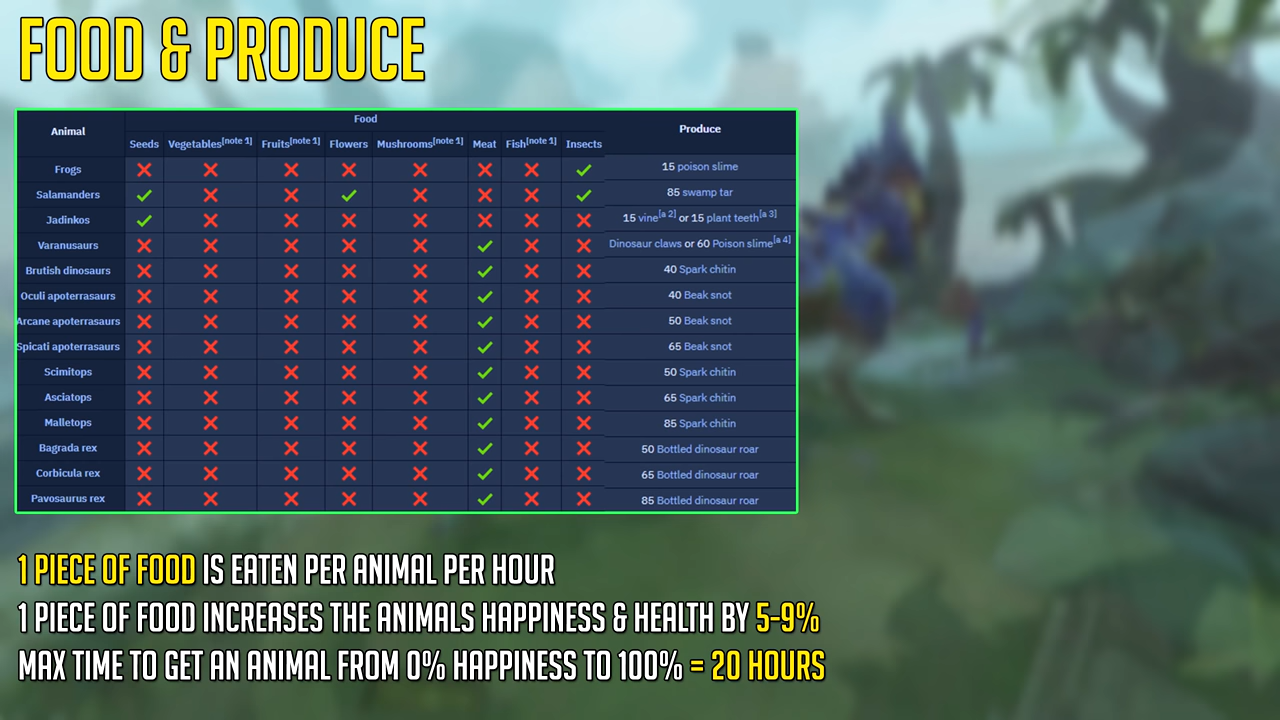 FOOD & PRODUCE
Animal Food Produce
Seeds Vegetables[note 1] Fruits[note 1] Flowers Mushrooms[note 1] Meat Fish[note 1] Insects
Frogs ✗ ✗ ✗ ✗ ✗ ✗ ✗ ✓ 15 poison slime
Salamanders ✓ ✗ ✗ ✓ ✗ ✗ ✗ ✓ 85 swamp tar
Jadinkos ✓ ✗ ✗ ✗ ✗ ✗ ✗ ✗ 15 vine[a 2] or 15 plant teeth[a 3]
Varanusaurs ✗ ✗ ✗ ✗ ✗ ✓ ✗ ✗ Dinosaur claws or 60 Poison slime[a 4]
Brutish dinosaurs ✗ ✗ ✗ ✗ ✗ ✓ ✗ ✗ 40 Spark chitin
Oculi apoterrasaurs ✗ ✗ ✗ ✗ ✗ ✓ ✗ ✗ 40 Beak snot
Arcane apoterrasaurs ✗ ✗ ✗ ✗ ✗ ✓ ✗ ✗ 50 Beak snot
Spicati apoterrasaurs ✗ ✗ ✗ ✗ ✗ ✓ ✗ ✗ 65 Beak snot
Scimitops ✗ ✗ ✗ ✗ ✗ ✓ ✗ ✗ 50 Spark chitin
Asciatops ✗ ✗ ✗ ✗ ✗ ✓ ✗ ✗ 65 Spark chitin
Malletops ✗ ✗ ✗ ✗ ✗ ✓ ✗ ✗ 85 Spark chitin
Bagrada rex ✗ ✗ ✗ ✗ ✗ ✓ ✗ ✗ 50 Bottled dinosaur roar
Corbicula rex ✗ ✗ ✗ ✗ ✗ ✓ ✗ ✗ 65 Bottled dinosaur roar
Pavosaurus rex ✗ ✗ ✗ ✗ ✗ ✓ ✗ ✗ 85 Bottled dinosaur roar
1 PIECE OF FOOD IS EATEN PER ANIMAL PER HOUR
1 PIECE OF FOOD INCREASES THE ANIMALS HAPPINESS & HEALTH BY 5-9%
MAX TIME TO GET AN ANIMAL FROM 0% HAPPINESS TO 100% = 20 HOURS